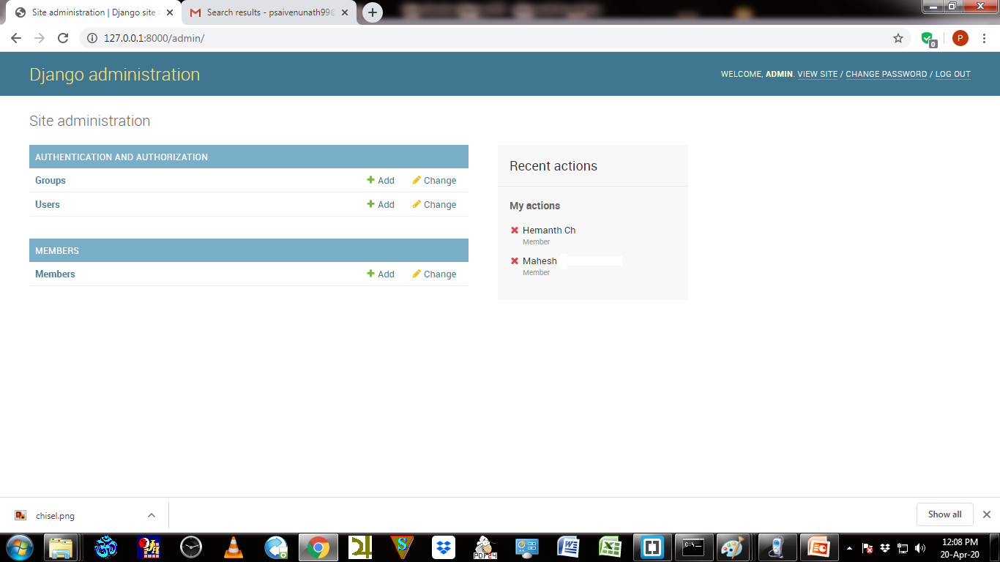 Site administration | Django site
Search results - psaivenunath99@
127.0.0.1:8000/admin/
P
0
Django administration
WELCOME, ADMIN. VIEW SITE / CHANGE PASSWORD / LOG OUT
Site administration
AUTHENTICATION AND AUTHORIZATION
Groups Add Change
Users Add Change
MEMBERS
Members Add Change
Recent actions
My actions
Hemanth Ch
Member
Mahesh
Member
chisel.png
Show all
PDF24
C:\_
12:08 PM
20-Apr-20